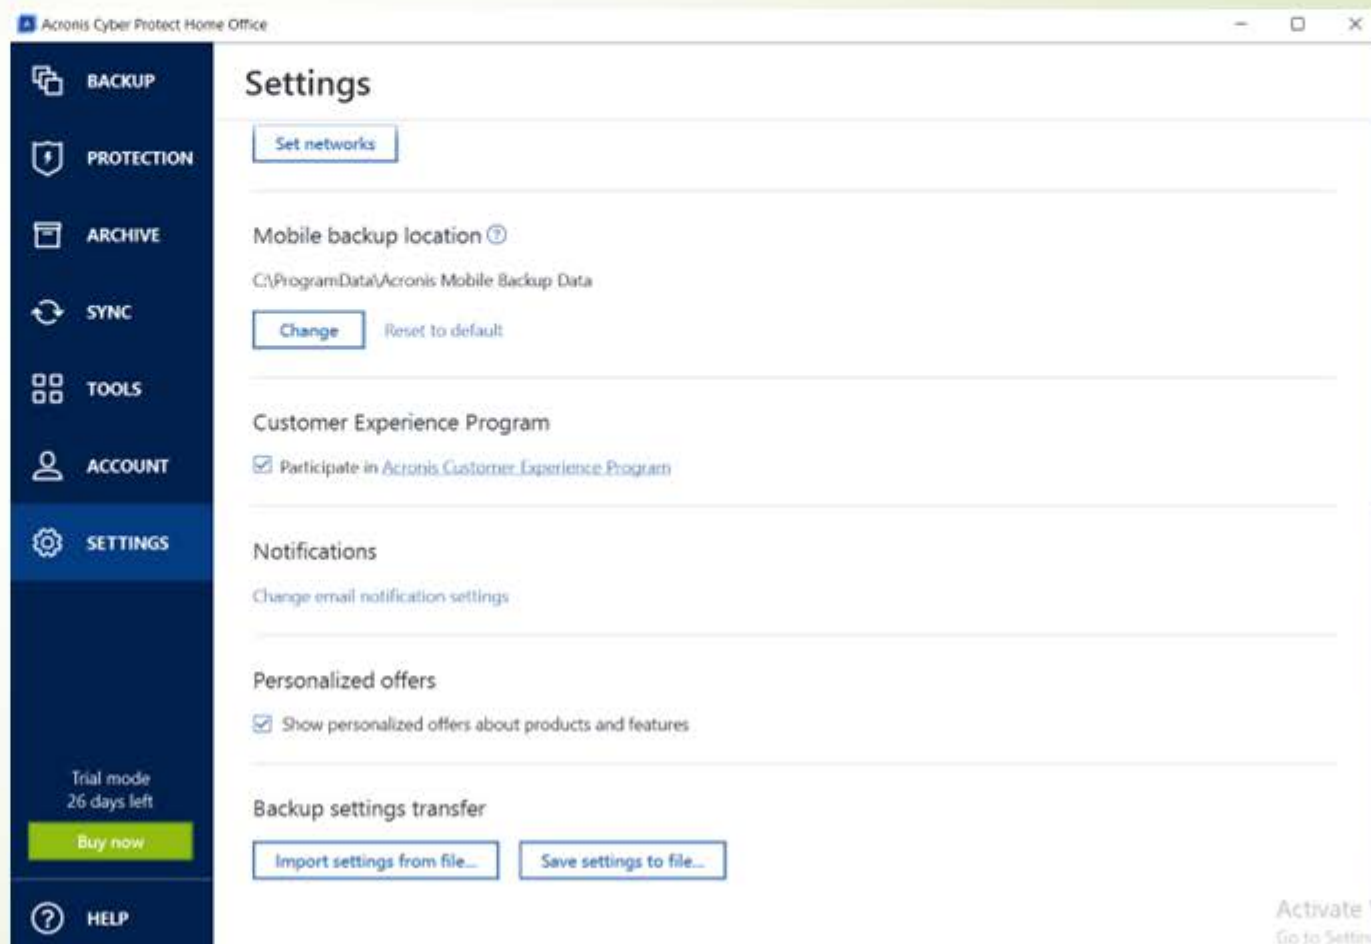 Acronis Cyber Protect Home Office
BACKUP
PROTECTION
ARCHIVE
SYNC
TOOLS
ACCOUNT
SETTINGS
Trial mode
26 days left
Buy now
HELP
Settings
Set networks
Mobile backup location
C:\ProgramData\Acronis Mobile Backup Data
Change Reset to default
Customer Experience Program
Participate in Acronis Customer Experience Program
Notifications
Change email notification settings
Personalized offers
Show personalized offers about products and features
Backup settings transfer
Import settings from file... Save settings to file...
Activate
Go to